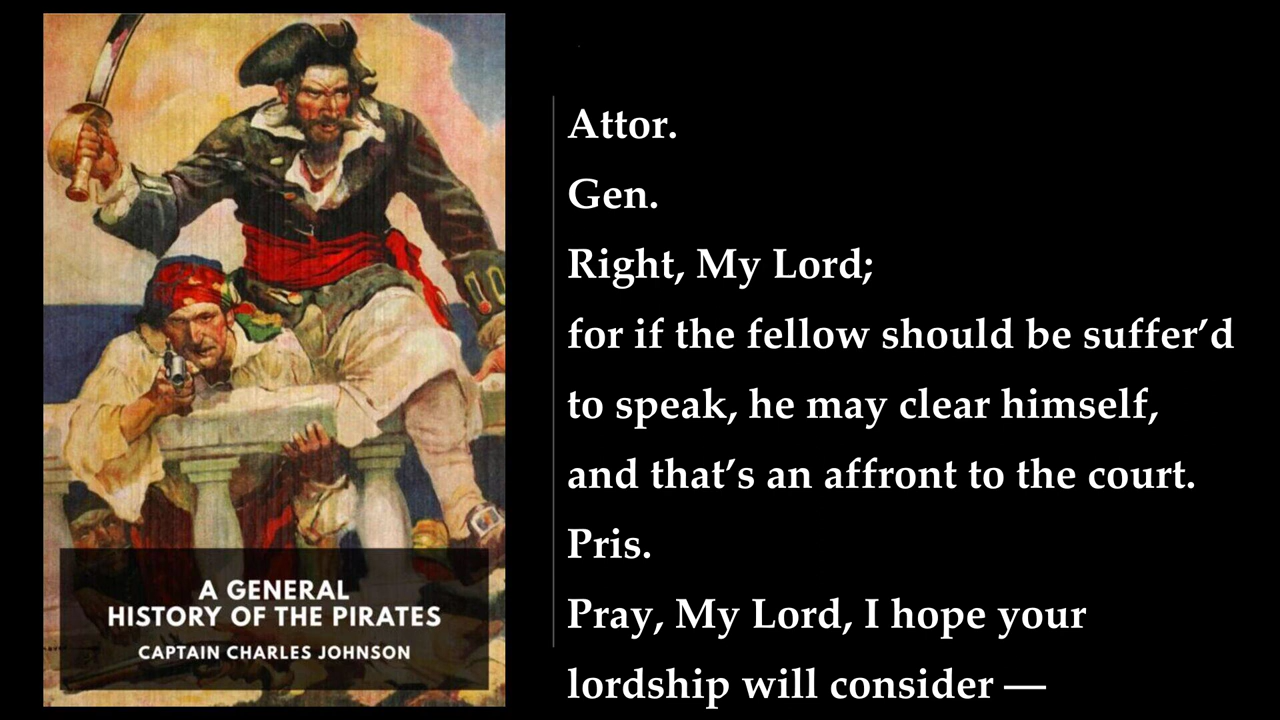 A GENERAL
HISTORY OF THE PIRATES
CAPTAIN CHARLES JOHNSON
Attor.
Gen.
Right, My Lord;
for if the fellow should be suffer’d
to speak, he may clear himself,
and that’s an affront to the court.
Pris.
Pray, My Lord, I hope your
lordship will consider —